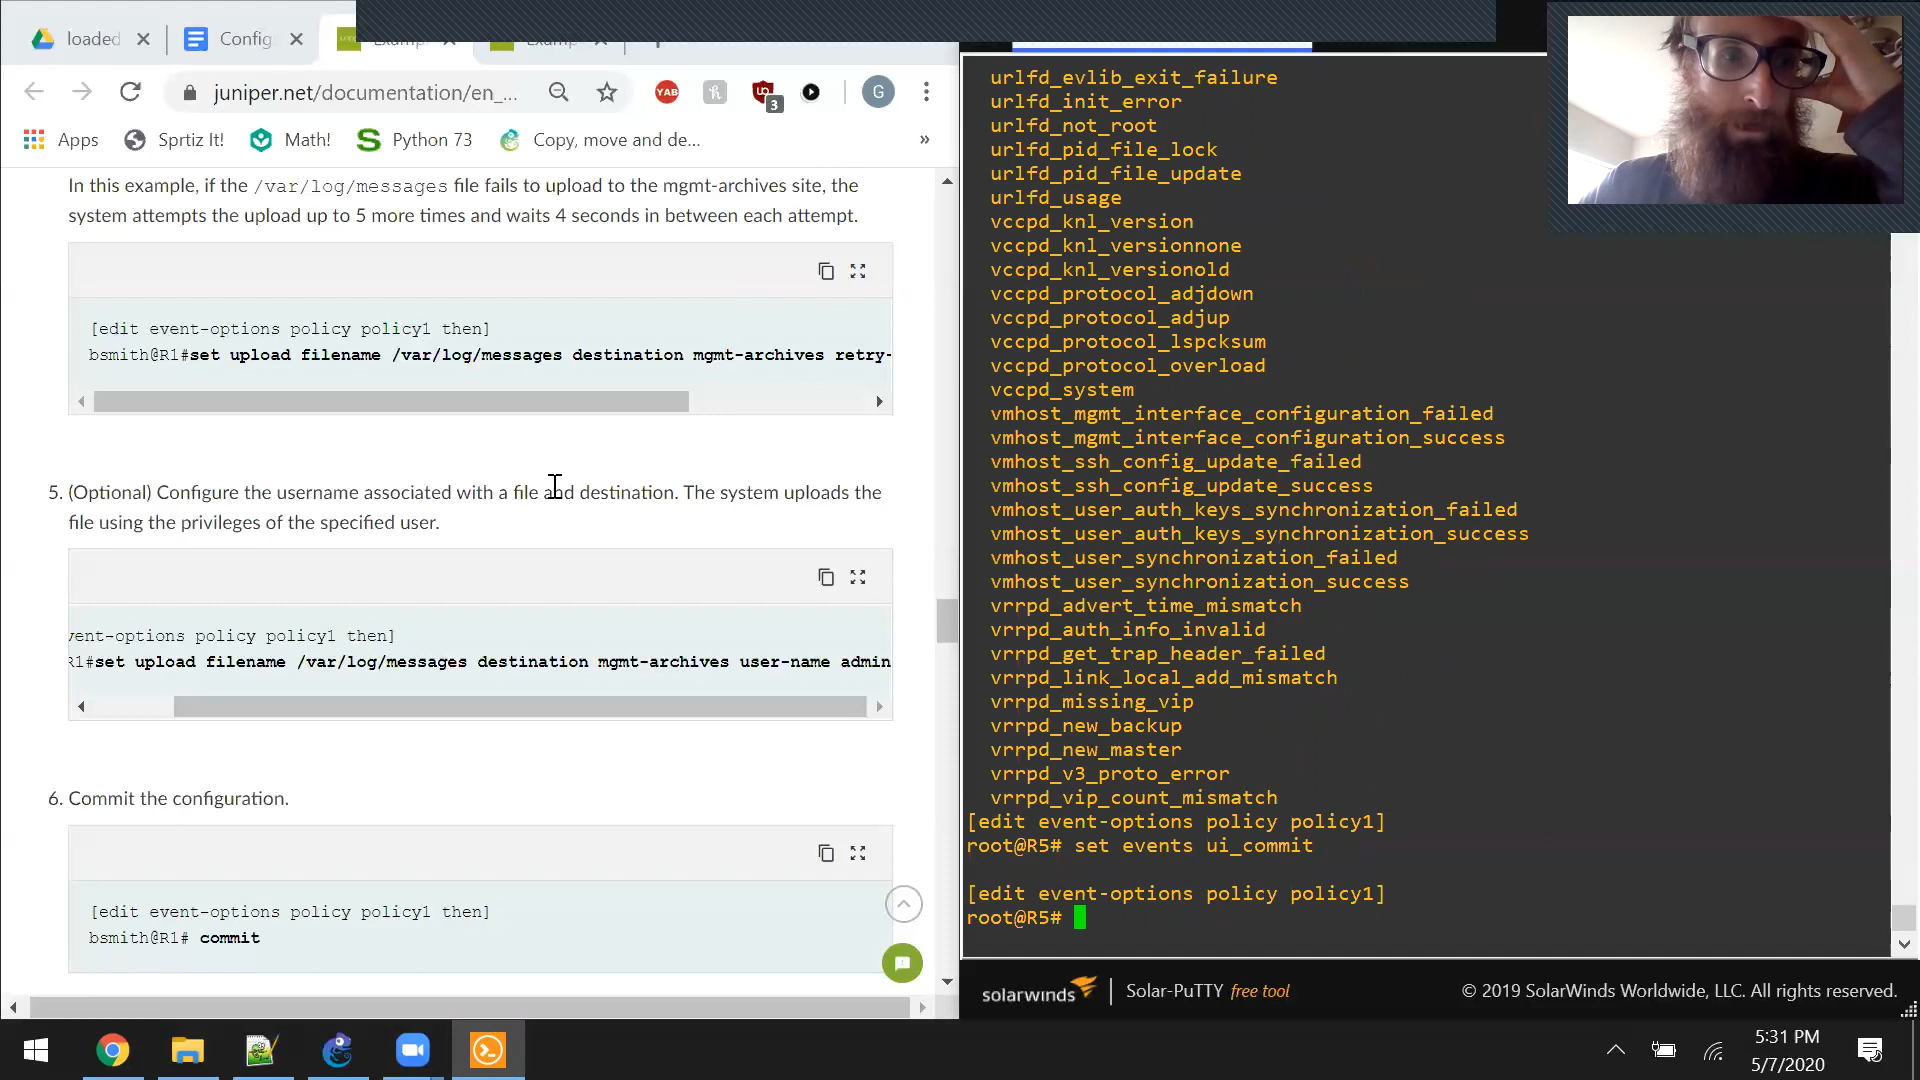 loaded
Config
Examp
Examp
juniper.net/documentation/en_...
YAB
3
G
Apps
Sprtiz It!
Math!
Python 73
Copy, move and de...
»
In this example, if the /var/log/messages file fails to upload to the mgmt-archives site, the
system attempts the upload up to 5 more times and waits 4 seconds in between each attempt.
[edit event-options policy policy1 then]
bsmith@R1#set upload filename /var/log/messages destination mgmt-archives retry-
5. (Optional) Configure the username associated with a file and destination. The system uploads the
file using the privileges of the specified user.
vent-options policy policy1 then]
R1#set upload filename /var/log/messages destination mgmt-archives user-name admin
6. Commit the configuration.
[edit event-options policy policy1 then]
bsmith@R1# commit
urlfd_evlib_exit_failure
urlfd_init_error
urlfd_not_root
urlfd_pid_file_lock
urlfd_pid_file_update
urlfd_usage
vccpd_knl_version
vccpd_knl_versionnone
vccpd_knl_versionold
vccpd_protocol_adjdown
vccpd_protocol_adjup
vccpd_protocol_lspcksum
vccpd_protocol_overload
vccpd_system
vmhost_mgmt_interface_configuration_failed
vmhost_mgmt_interface_configuration_success
vmhost_ssh_config_update_failed
vmhost_ssh_config_update_success
vmhost_user_auth_keys_synchronization_failed
vmhost_user_auth_keys_synchronization_success
vmhost_user_synchronization_failed
vmhost_user_synchronization_success
vrrpd_advert_time_mismatch
vrrpd_auth_info_invalid
vrrpd_get_trap_header_failed
vrrpd_link_local_add_mismatch
vrrpd_missing_vip
vrrpd_new_backup
vrrpd_new_master
vrrpd_v3_proto_error
vrrpd_vip_count_mismatch
[edit event-options policy policy1]
root@R5# set events ui_commit
[edit event-options policy policy1]
root@R5#
solarwinds
Solar-PuTTY free tool
© 2019 SolarWinds Worldwide, LLC. All rights reserved.
5:31 PM
5/7/2020